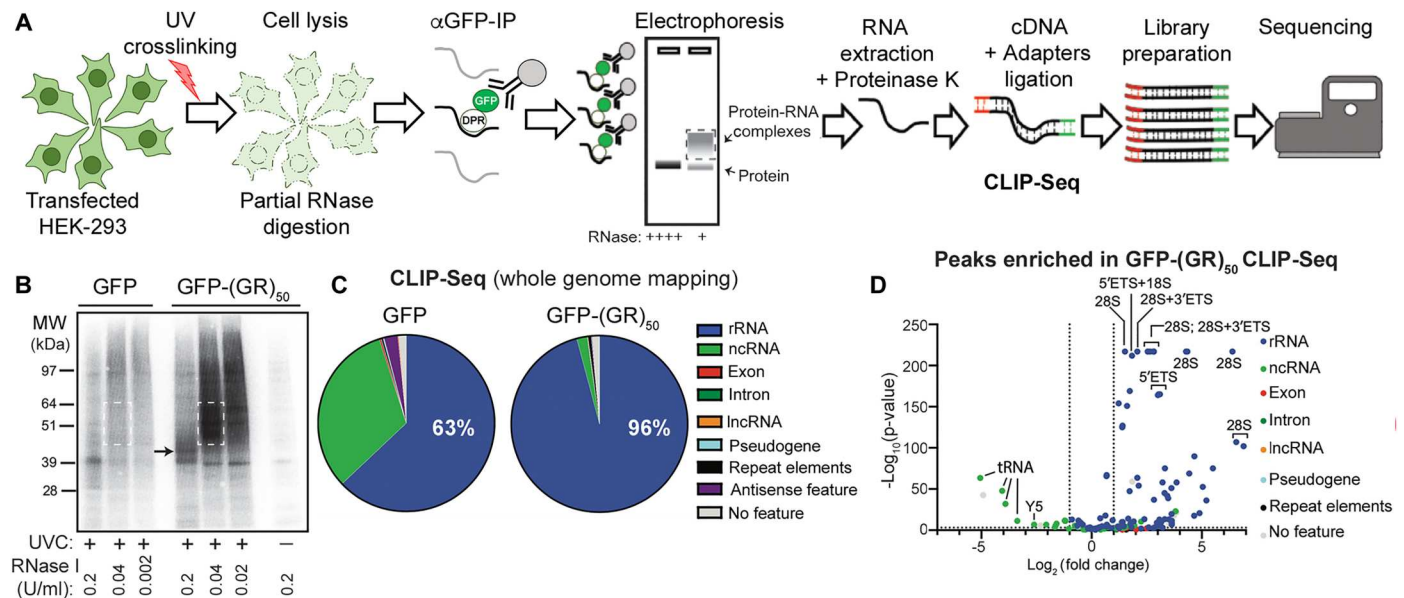 A
UV
crosslinking
Cell lysis
αGFP-IP
Electrophoresis
RNA
extraction
+ Proteinase K
cDNA
+ Adapters
ligation
Library
preparation
Sequencing
GFP
DPR
Protein-RNA
complexes
Protein
Transfected
HEK-293
Partial RNase
digestion
RNase: ++++ +
CLIP-Seq
B
GFP GFP-(GR)50
MW
(kDa)
97
64
51
39
28
UVC: + + + + + + –
RNase I
(U/ml): 0.2 0.04 0.002 0.2 0.04 0.02 0.2
C
CLIP-Seq (whole genome mapping)
GFP GFP-(GR)50
63%
96%
rRNA
ncRNA
Exon
Intron
lncRNA
Pseudogene
Repeat elements
Antisense feature
No feature
D
Peaks enriched in GFP-(GR)50 CLIP-Seq
5′ETS+18S
28S 28S+3′ETS
28S; 28S+3′ETS
28S 28S
5′ETS
28S
tRNA
Y5
-Log10(p-value)
250
200
150
100
50
0
-5 0 5
Log2 (fold change)
rRNA
ncRNA
Exon
Intron
lncRNA
Pseudogene
Repeat elements
No feature